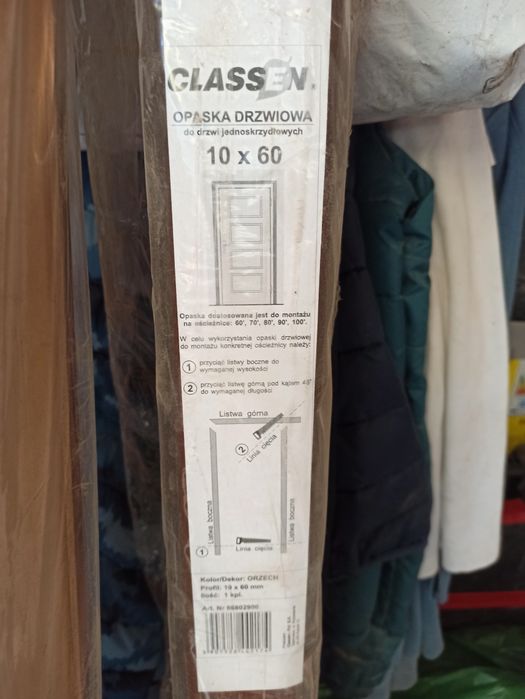 CLASSEN
OPASKA DRZWIOWA
do drzwi jednoskrzydłowych
10 x 60
Opaska dostosowana jest do montażu
na ościeżnice: 60', 70', 80', 90', 100'.
W celu wykorzystania opaski drzwiowej
do montażu konkretnej ościeżnicy należy:
1 przyciąć listwy boczne do
wymaganej wysokości
2 przyciąć listwę górną pod kątem 45°
do wymaganej długości
Listwa górna
2
Linia cięcia
Listwa boczna
Listwa boczna
1
Linia cięcia
Kolor/Dekor: ORZECH
Profil: 10 x 60 mm
Ilość: 1 kpl.
Art. Nr